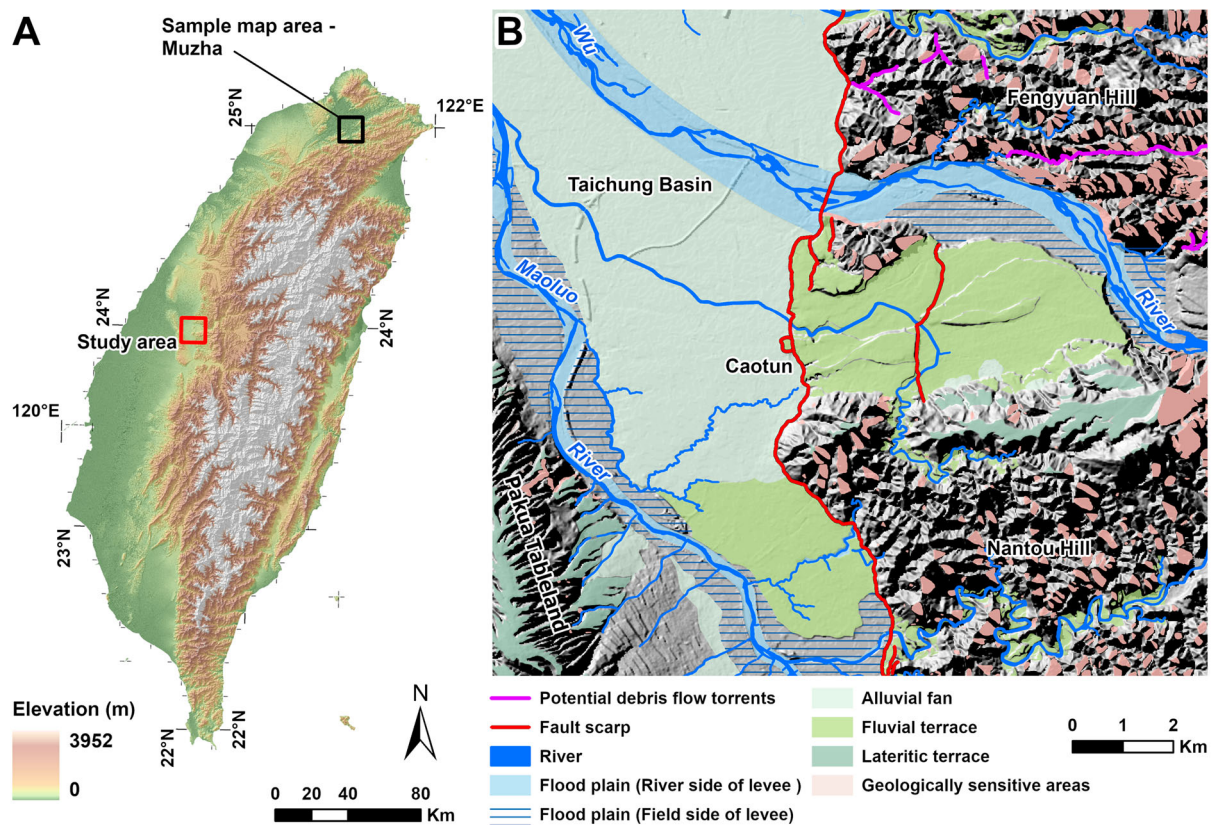 A
Sample map area -
Muzha
25°N
122°E
24°N
Study area
24°N
120°E
23°N
23°N
22°N
22°N
Elevation (m)
3952
0
N
0 20 40 60 80
Km
B
Wu
Fengyuan Hill
Taichung Basin
Maoluo
River
Caotun
River
Pakua Tableland
Nantou Hill
Potential debris flow torrents
Fault scarp
River
Flood plain (River side of levee )
Flood plain (Field side of levee)
Alluvial fan
Fluvial terrace
Lateritic terrace
Geologically sensitive areas
0 1 2
Km